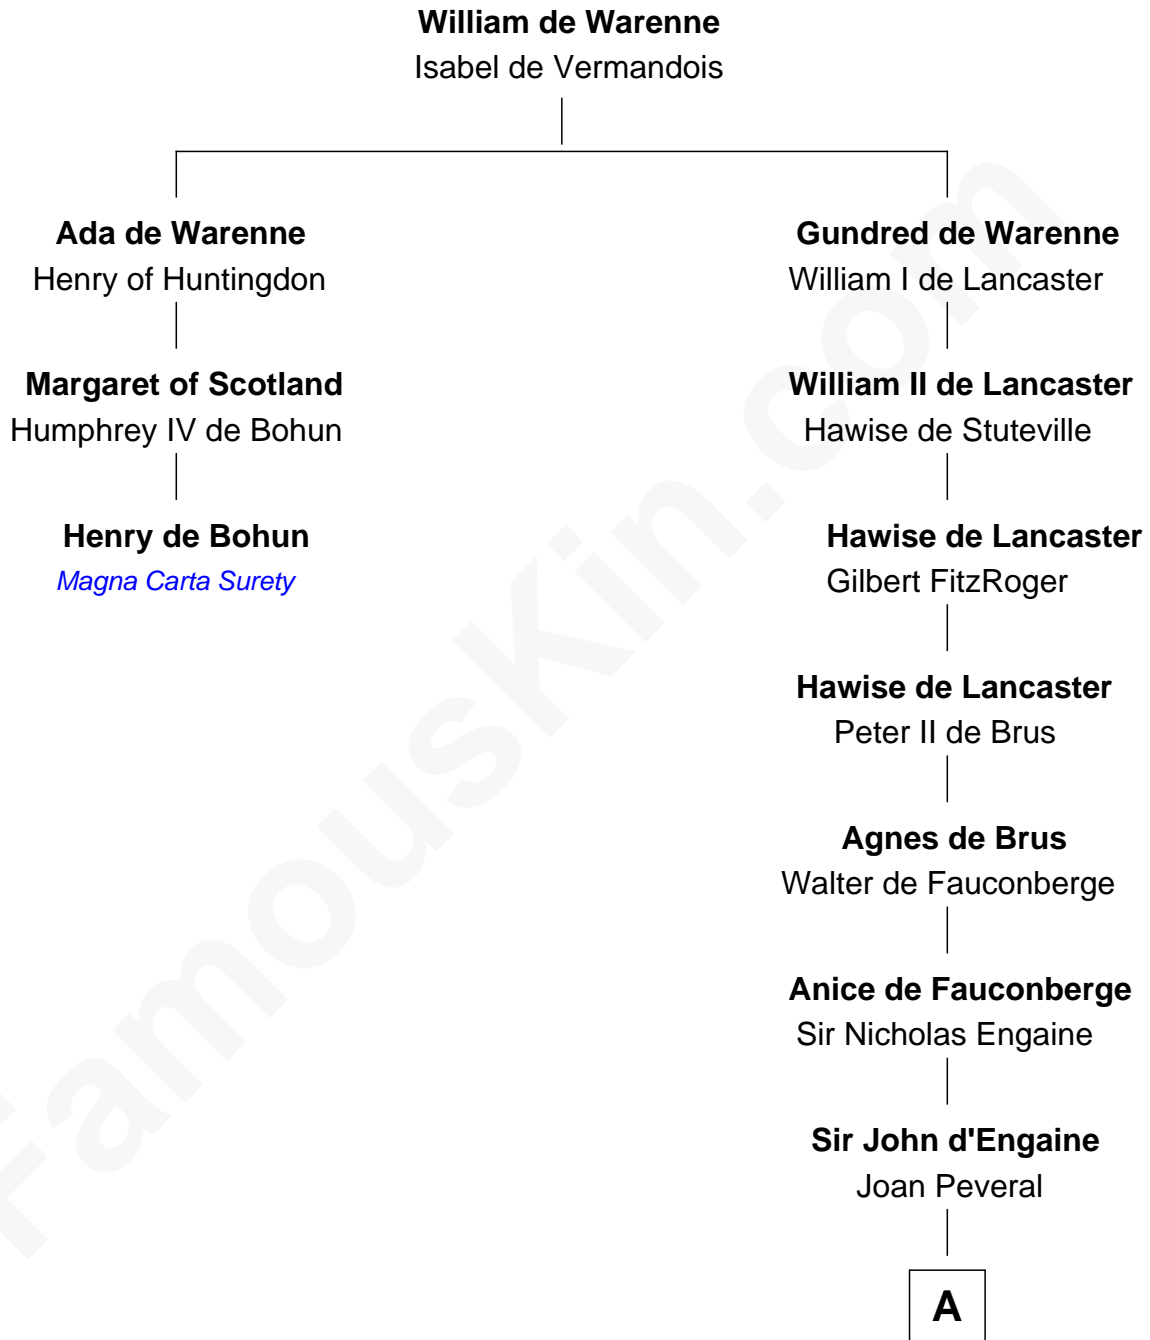 William de Warenne
Isabel de Vermandois
Ada de Warenne
Henry of Huntingdon
Gundred de Warenne
William I de Lancaster
Margaret of Scotland
Humphrey IV de Bohun
William II de Lancaster
Hawise de Stuteville
Henry de Bohun
Magna Carta Surety
Hawise de Lancaster
Gilbert FitzRoger
Hawise de Lancaster
Peter II de Brus
Agnes de Brus
Walter de Fauconberge
Anice de Fauconberge
Sir Nicholas Engaine
Sir John d'Engaine
Joan Peveral
A
FamousKin.com